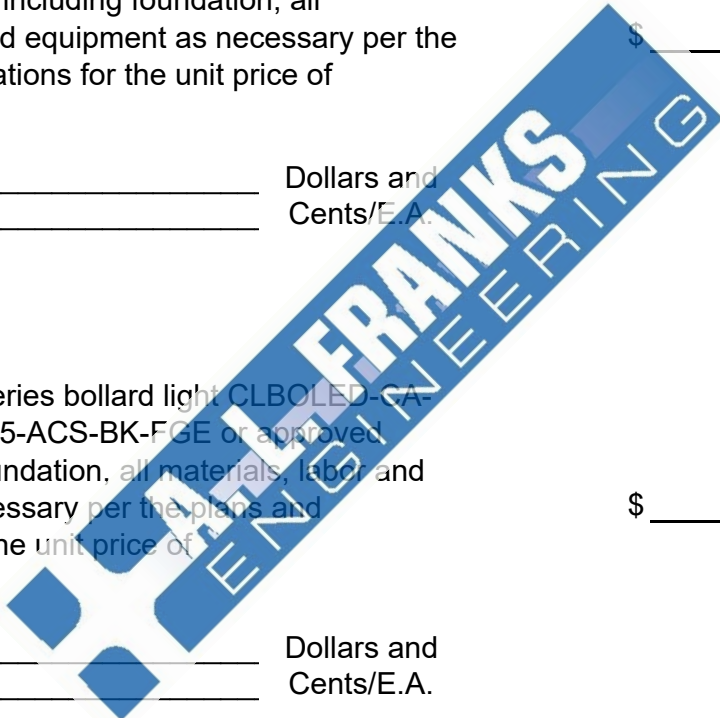 including foundation, all
d equipment as necessary per the $
ations for the unit price of
Dollars and
Cents/E.A.
eries bollard light CLBOLED-CA-
5-ACS-BK-FGE or approved
undation, all materials, labor and
essary per the plans and $
he unit price of
Dollars and
Cents/E.A.
A.L. FRANKS
ENGINEERING